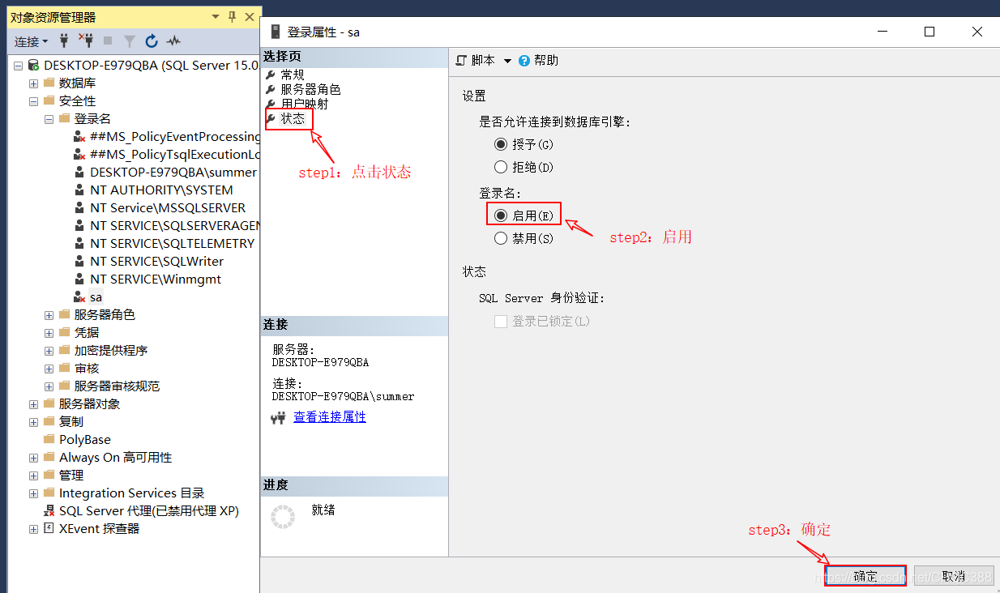 对象资源管理器
连接
DESKTOP-E979QBA (SQL Server 15.0
数据库
安全性
登录名
##MS_PolicyEventProcessing
##MS_PolicyTsqlExecutionLo
DESKTOP-E979QBA\summer
NT AUTHORITY\SYSTEM
NT Service\MSSQLSERVER
NT SERVICE\SQLSERVERAGEN
NT SERVICE\SQLTELEMETRY
NT SERVICE\SQLWriter
NT SERVICE\Winmgmt
sa
服务器角色
凭据
加密提供程序
审核
服务器审核规范
服务器对象
复制
PolyBase
Always On 高可用性
管理
Integration Services 目录
SQL Server 代理(已禁用代理 XP)
XEvent 探查器
登录属性 - sa
选择页
常规
服务器角色
用户映射
状态
step1: 点击状态
连接
服务器:
DESKTOP-E979QBA
连接:
DESKTOP-E979QBA\summer
查看连接属性
进度
就绪
脚本
帮助
设置
是否允许连接到数据库引擎:
授予(G)
拒绝(D)
登录名:
启用(E)
step2: 启用
禁用(S)
状态
SQL Server 身份验证:
登录已锁定(L)
step3: 确定
确定
取消